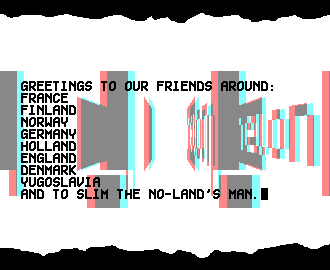 GREETINGS TO OUR FRIENDS AROUND:
FRANCE
FINLAND
NORWAY
GERMANY
HOLLAND
ENGLAND
DENMARK
YUGOSLAVIA
AND TO SLIM THE NO-LAND'S MAN.